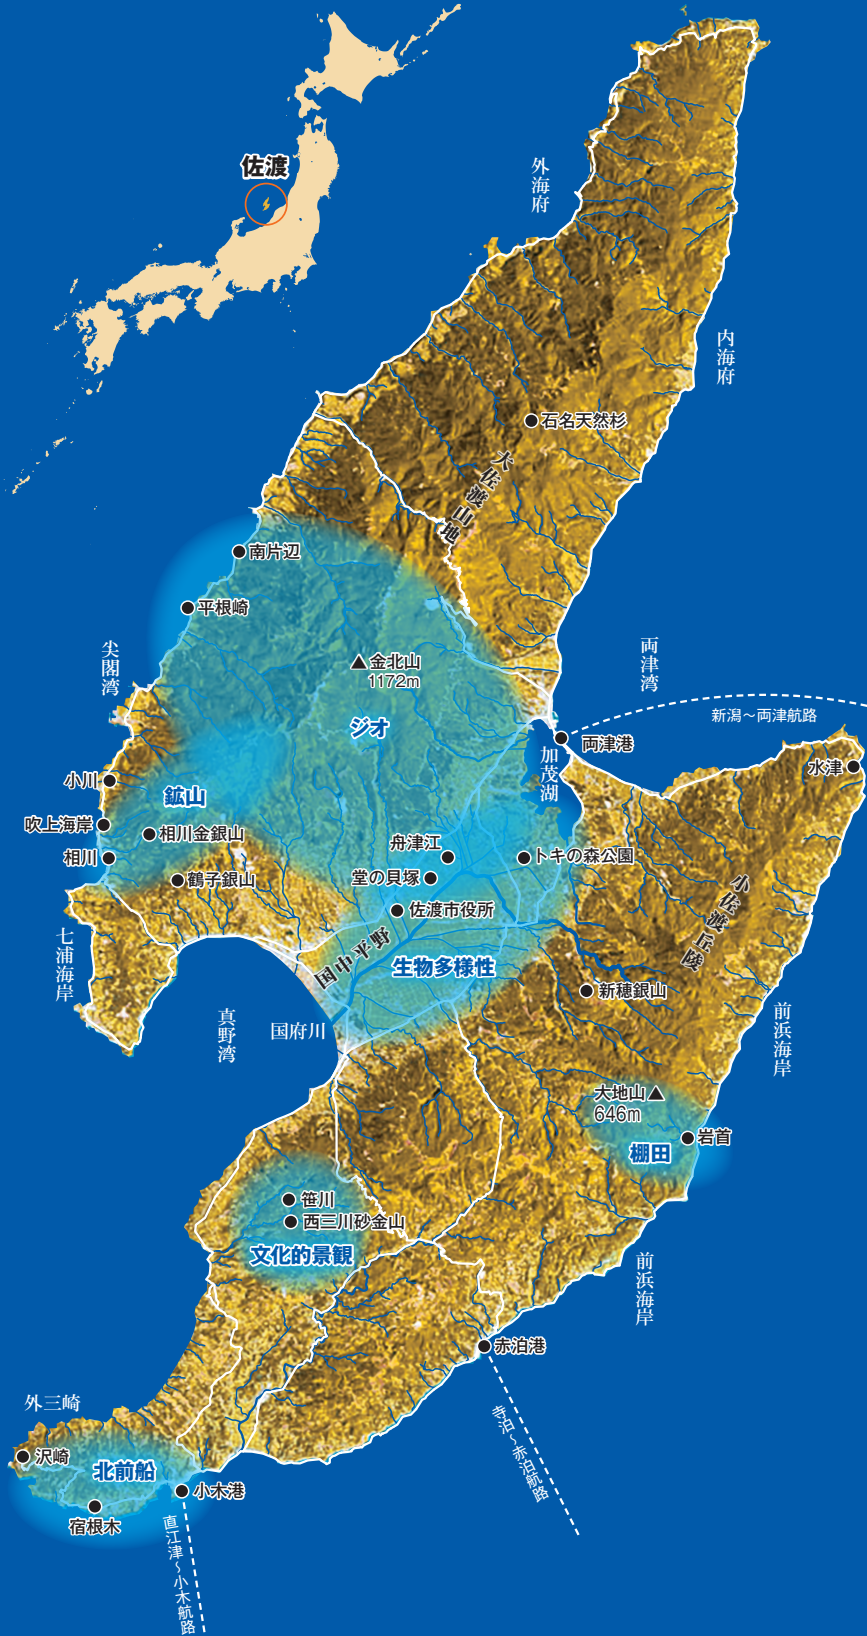 佐渡
外海府
内海府
石名天然杉
大佐渡山地
南片辺
平根崎
尖閣湾
金北山
1172m
両津湾
ジオ
新潟～両津航路
両津港
加茂湖
水津
小川
鉱山
吹上海岸
相川金銀山
相川
舟津江
トキの森公園
鶴子銀山
堂の貝塚
小佐渡丘陵
佐渡市役所
国中平野
七浦海岸
生物多様性
新穂銀山
真野湾
国府川
前浜海岸
大地山
646m
岩首
棚田
笹川
西三川砂金山
文化的景観
前浜海岸
赤泊港
外三崎
寺泊～赤泊航路
沢崎
北前船
小木港
宿根木
直江津～小木航路